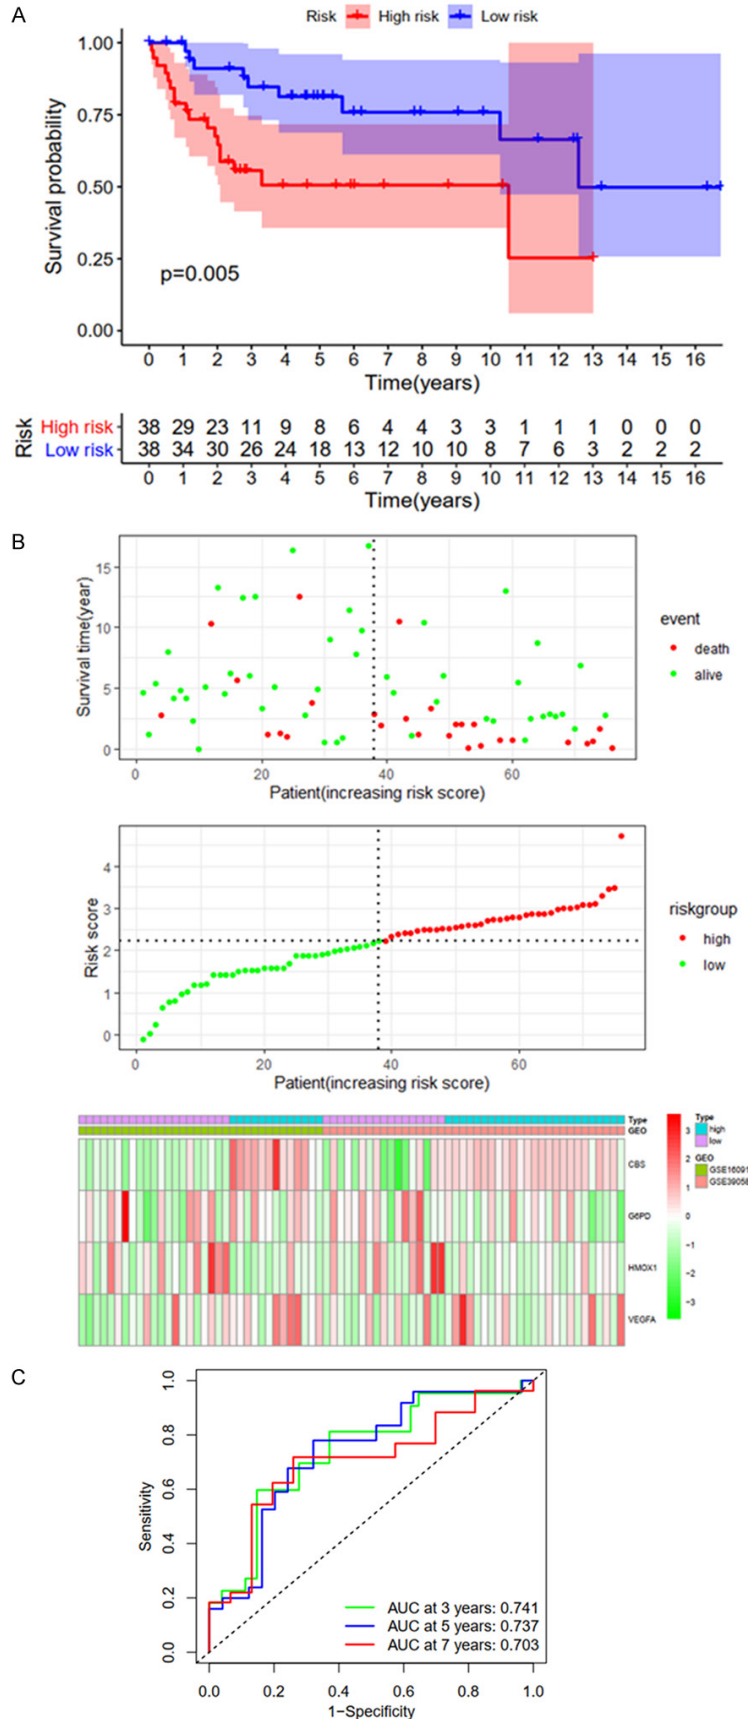 A
Risk High risk Low risk
Survival probability
1.00
0.75
0.50
0.25
0.00
p=0.005
0 1 2 3 4 5 6 7 8 9 10 11 12 13 14 15 16
Time(years)
Risk
High risk 38 29 23 11 9 8 6 4 4 3 3 1 1 1 0 0 0
Low risk 38 34 30 26 24 18 13 12 10 10 8 7 6 3 2 2 2
0 1 2 3 4 5 6 7 8 9 10 11 12 13 14 15 16
Time(years)
B
Survival time(year)
15
10
5
0
0 20 40 60
Patient(increasing risk score)
event
death
alive
Risk score
4
3
2
1
0
0 20 40 60
Patient(increasing risk score)
riskgroup
high
low
Type
GEO
CBS
G6PD
HMOX1
VEGFA
3
2
1
0
−1
−2
−3
Type
high
low
GEO
GSE16091
C
Sensitivity
1.0
0.8
0.6
0.4
0.2
0.0
AUC at 3 years: 0.741
AUC at 5 years: 0.737
AUC at 7 years: 0.703
0.0 0.2 0.4 0.6 0.8 1.0
1−Specificity